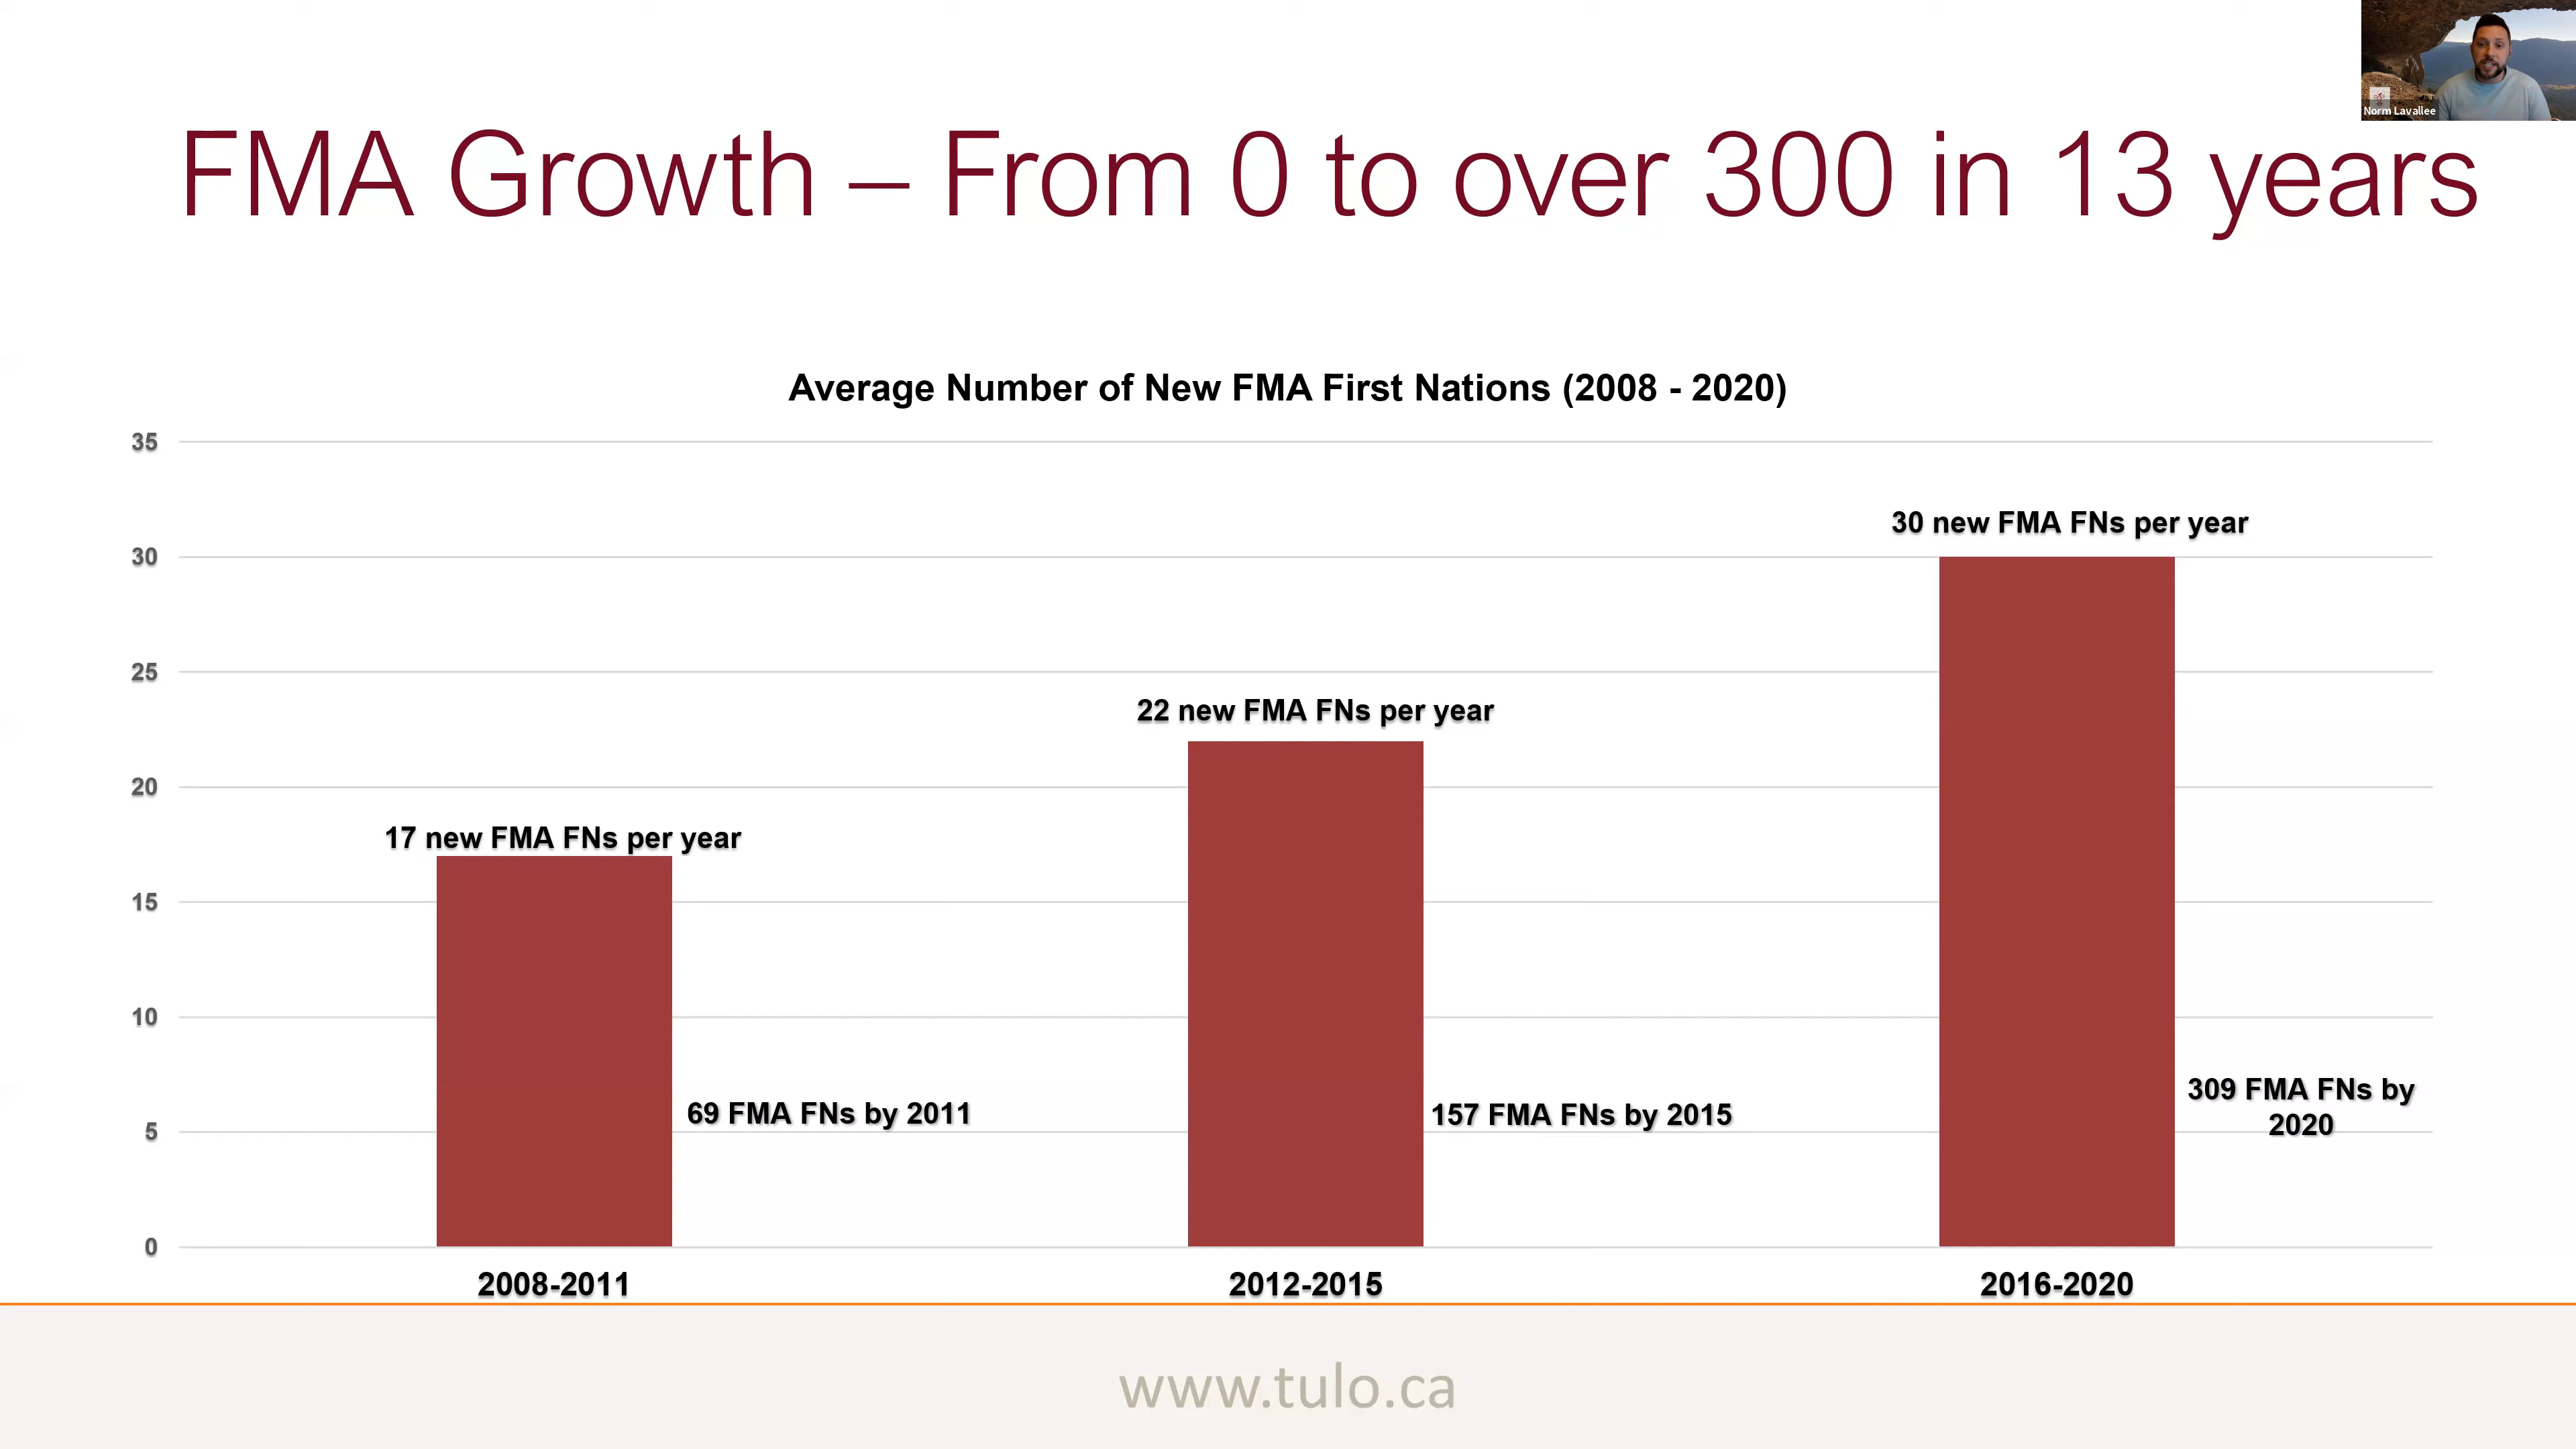 Norm Lavallee
FMA Growth – From 0 to over 300 in 13 years
Average Number of New FMA First Nations (2008 - 2020)
35
30
25
20
15
10
5
0
17 new FMA FNs per year
22 new FMA FNs per year
30 new FMA FNs per year
69 FMA FNs by 2011
157 FMA FNs by 2015
309 FMA FNs by
2020
2008-2011
2012-2015
2016-2020
www.tulo.ca